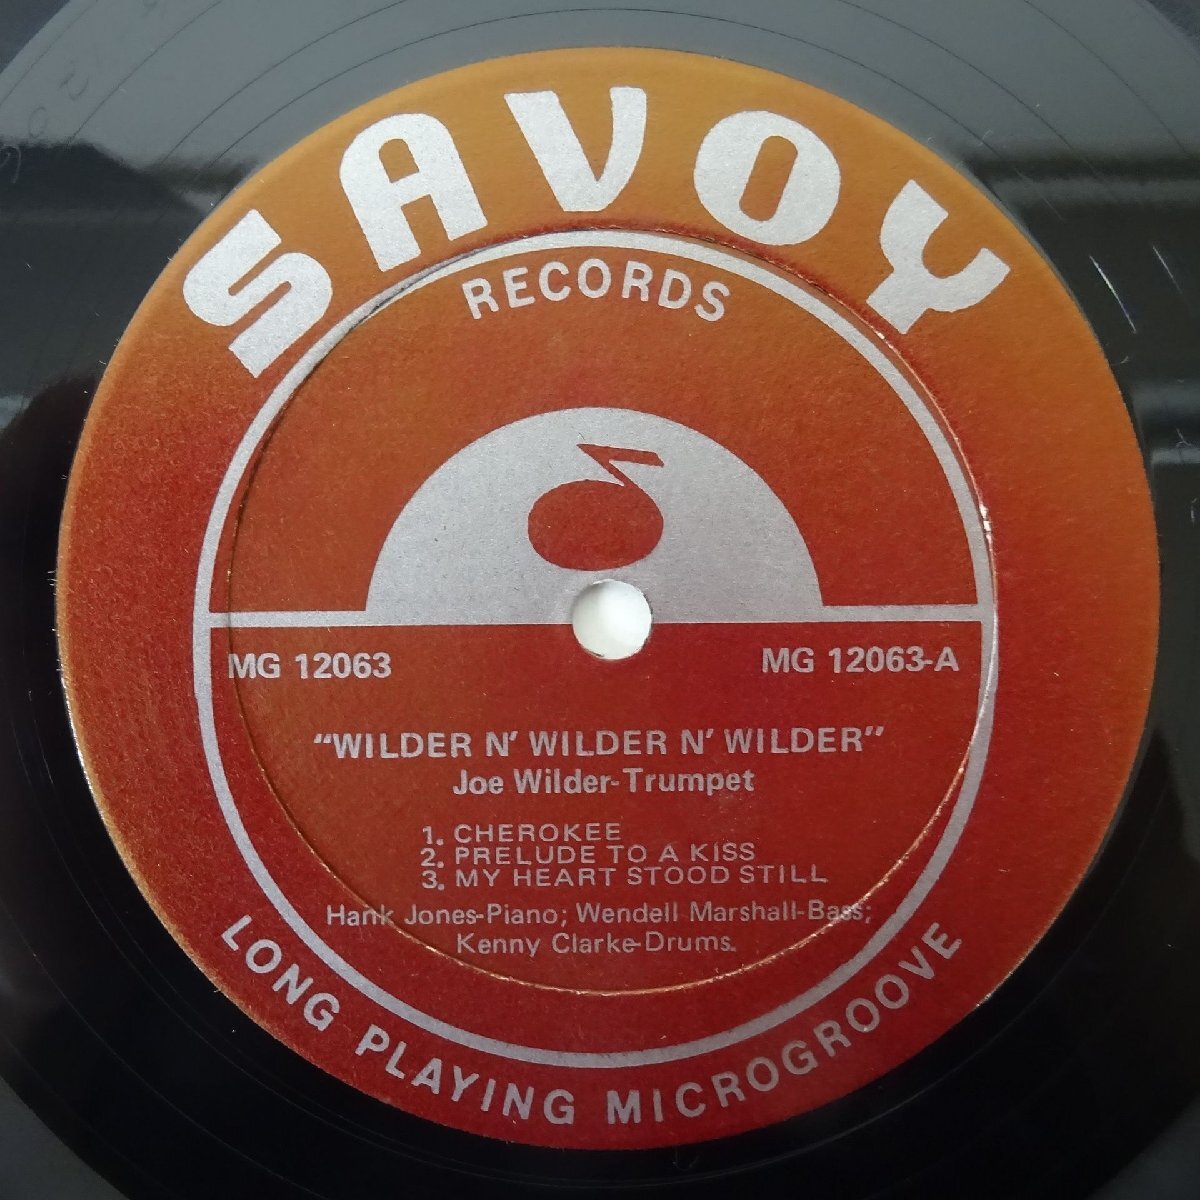 SAVOY
RECORDS
MG 12063
MG 12063-A
“WILDER N' WILDER N' WILDER”
Joe Wilder-Trumpet
1. CHEROKEE
2. PRELUDE TO A KISS
3. MY HEART STOOD STILL
Hank Jones-Piano; Wendell Marshall-Bass;
Kenny Clarke-Drums.
LONG PLAYING MICROGROOVE